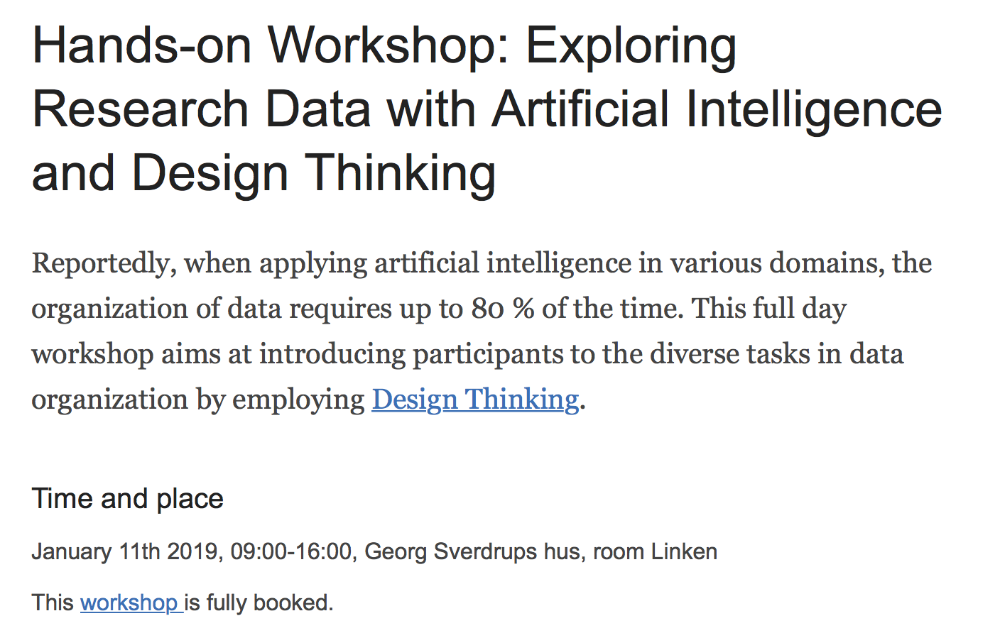 Hands-on Workshop: Exploring
Research Data with Artificial Intelligence
and Design Thinking
Reportedly, when applying artificial intelligence in various domains, the
organization of data requires up to 80 % of the time. This full day
workshop aims at introducing participants to the diverse tasks in data
organization by employing Design Thinking.
Time and place
January 11th 2019, 09:00-16:00, Georg Sverdrups hus, room Linken
This workshop is fully booked.